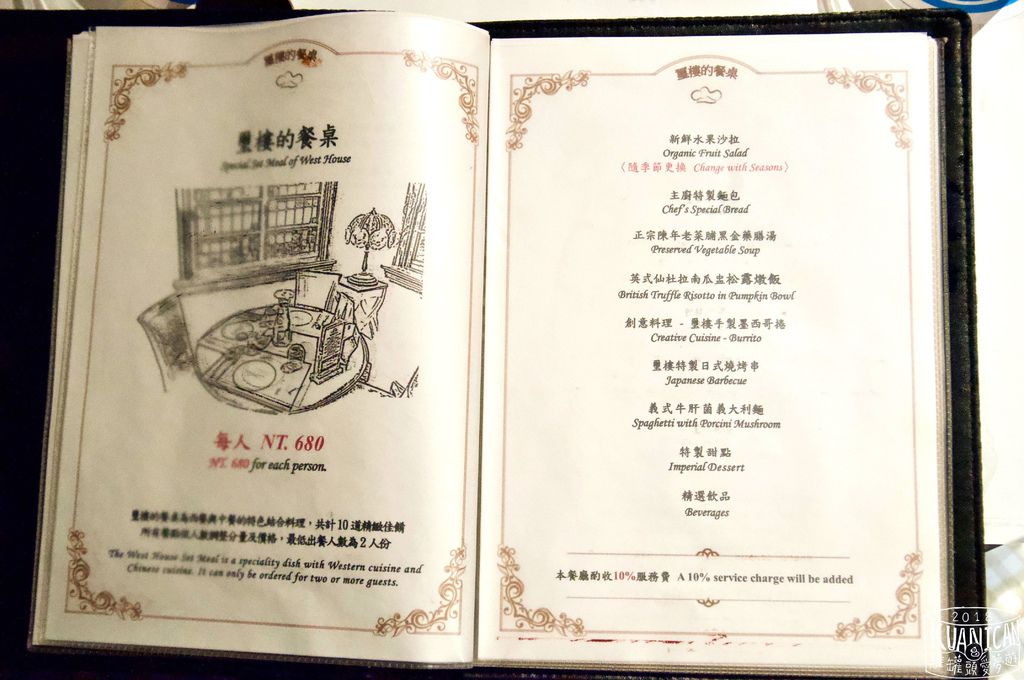 璽樓的餐桌
璽樓的餐桌
Special Set Meal of West House
每人 NT. 680
NT. 680 for each person.
璽樓的餐桌為西餐與中餐的特色結合料理，共計10道精緻佳餚
所有餐點依人數調整分量及價格，最低出餐人數為2人份
The West House Set Meal is a speciality dish with Western cuisine and
Chinese cuisine. It can only be ordered for two or more guests.
璽樓的餐桌
新鮮水果沙拉
Organic Fruit Salad
〈隨季節更換 Change with Seasons〉
主廚特製麵包
Chef's Special Bread
正宗陳年老菜脯黑金藥膳湯
Preserved Vegetable Soup
英式仙杜拉南瓜盅松露燉飯
British Truffle Risotto in Pumpkin Bowl
創意料理 - 璽樓手製墨西哥捲
Creative Cuisine - Burrito
璽樓特製日式燒烤串
Japanese Barbecue
義式牛肝菌義大利麵
Spaghetti with Porcini Mushroom
特製甜點
Imperial Dessert
精選飲品
Beverages
本餐廳酌收10%服務費 A 10% service charge will be added
2018
KUANICAN